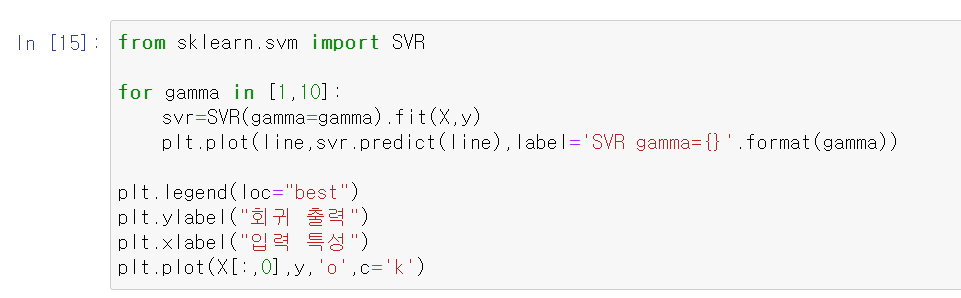 In [15]:
from sklearn.svm import SVR
for gamma in [1,10]:
svr=SVR(gamma=gamma).fit(X,y)
plt.plot(line,svr.predict(line),label='SVR gamma={}'.format(gamma))
plt.legend(loc="best")
plt.ylabel("회귀 출력")
plt.xlabel("입력 특성")
plt.plot(X[:,0],y,'o',c='k')